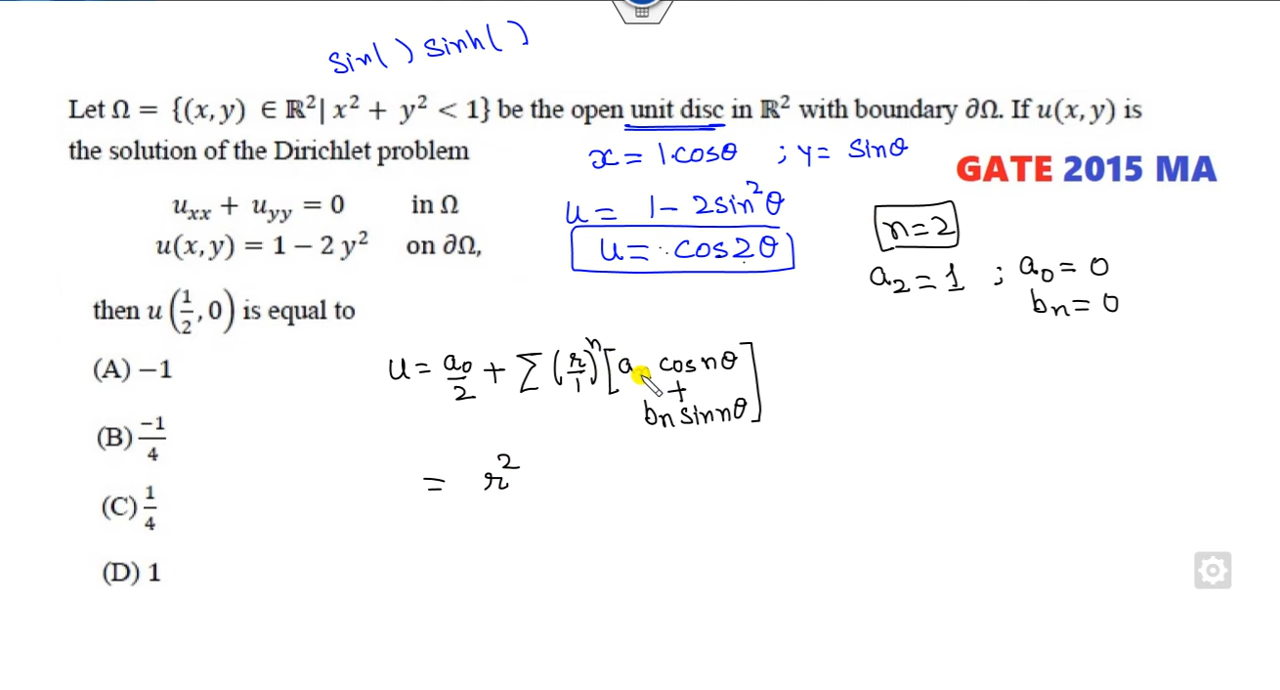 sin( ) sinh( )
Let Ω = {(x, y) ∈ ℝ²| x² + y² < 1} be the open unit disc in ℝ² with boundary ∂Ω. If u(x, y) is
the solution of the Dirichlet problem
x = 1.cosθ ; y = sinθ
GATE 2015 MA
u_xx + u_yy = 0 in Ω
u = 1 - 2sin²θ
n=2
u(x, y) = 1 − 2 y² on ∂Ω,
u = .cos2θ
a₂ = 1 ; a₀ = 0
bn = 0
then u (1/2, 0) is equal to
(A) −1
u = a₀/2 + Σ (r/1)ⁿ [a cosnθ
+
bn sin nθ]
(B) −1/4
= r²
(C) 1/4
(D) 1